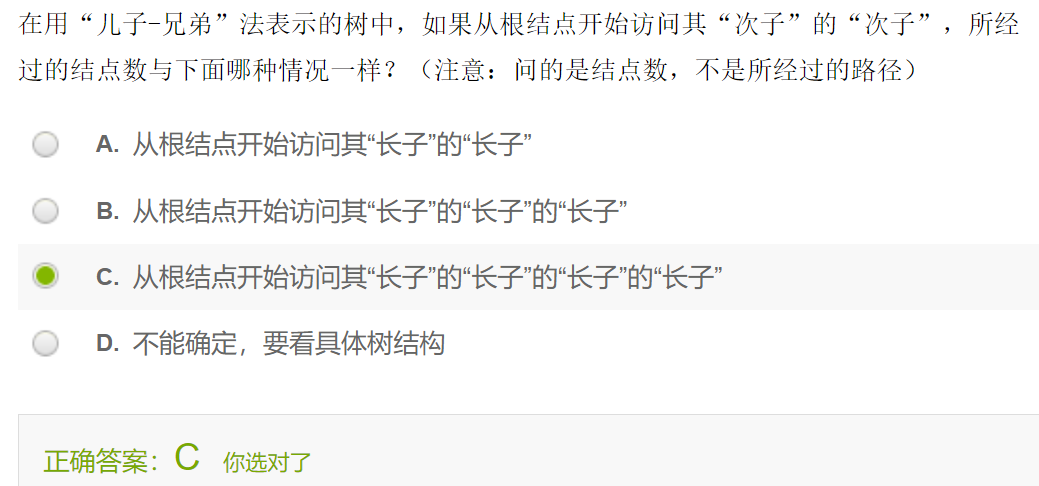 在用“儿子-兄弟”法表示的树中，如果从根结点开始访问其“次子”的“次子”，所经
过的结点数与下面哪种情况一样？（注意：问的是结点数，不是所经过的路径）
A. 从根结点开始访问其“长子”的“长子”
B. 从根结点开始访问其“长子”的“长子”的“长子”
C. 从根结点开始访问其“长子”的“长子”的“长子”的“长子”
D. 不能确定，要看具体树结构
正确答案：C 你选对了